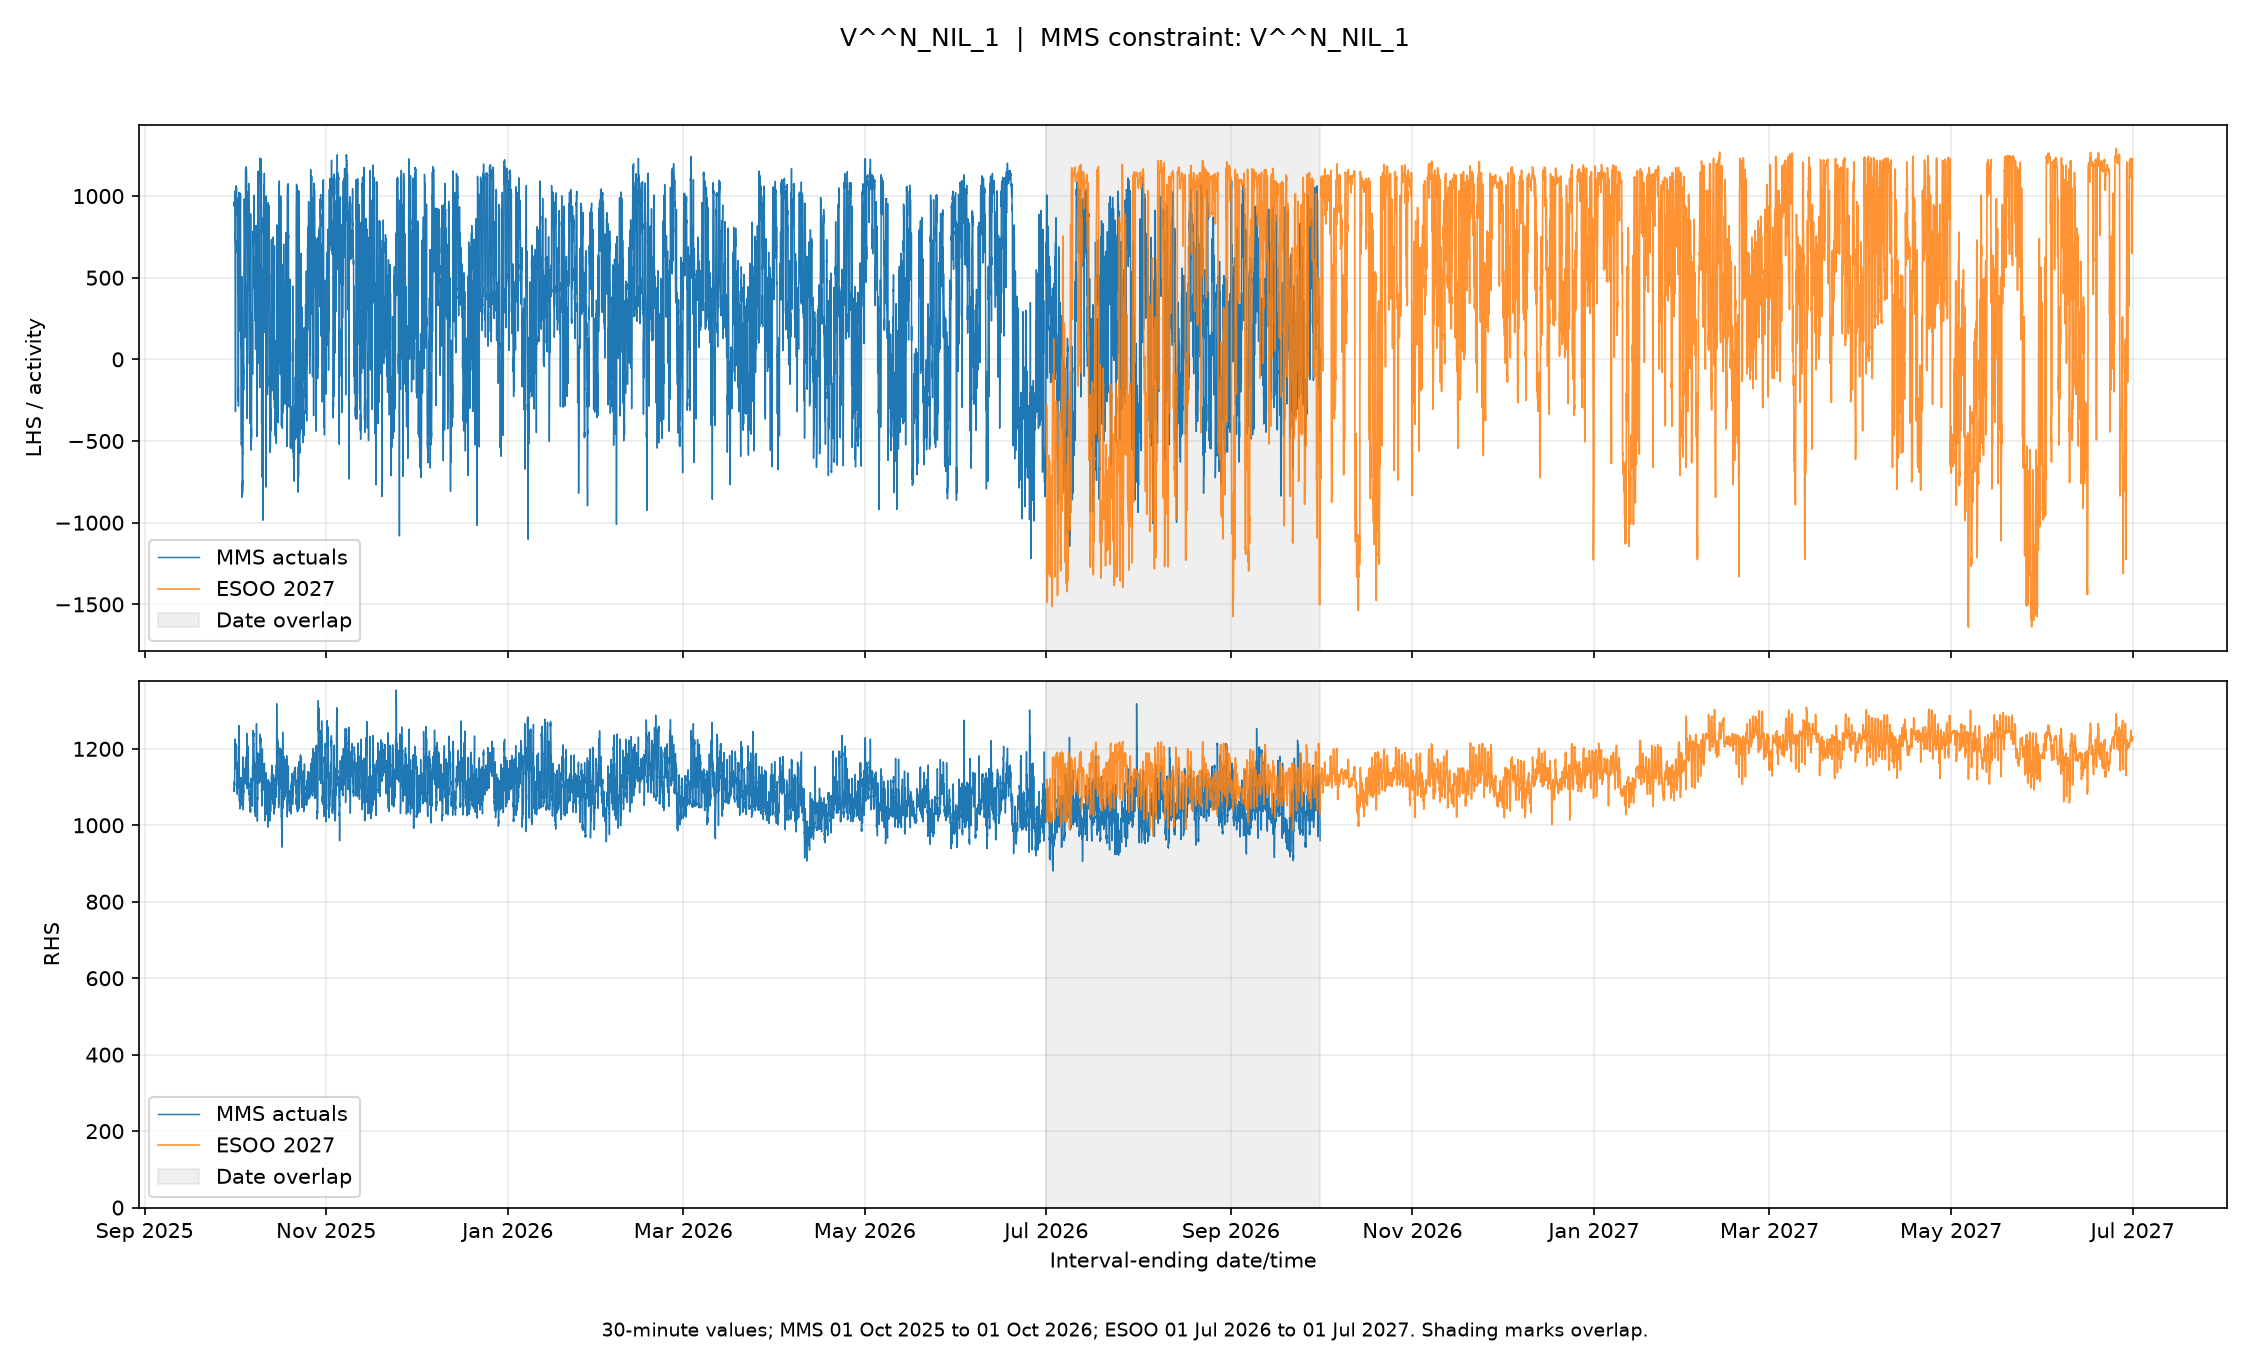 V^^N_NIL_1  |  MMS constraint: V^^N_NIL_1
LHS / activity
1000
500
0
−500
−1000
−1500
MMS actuals
ESOO 2027
Date overlap
RHS
1200
1000
800
600
400
200
0
MMS actuals
ESOO 2027
Date overlap
Sep 2025 Nov 2025 Jan 2026 Mar 2026 May 2026 Jul 2026 Sep 2026 Nov 2026 Jan 2027 Mar 2027 May 2027 Jul 2027
Interval-ending date/time
30-minute values; MMS 01 Oct 2025 to 01 Oct 2026; ESOO 01 Jul 2026 to 01 Jul 2027. Shading marks overlap.